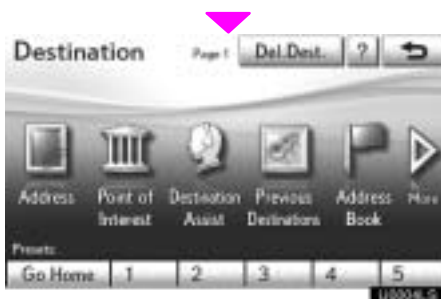 Destination Page 1 Del.Dest. ? 
Address Point of Interest Destination Assist Previous Destinations Address Book More
Presets
Go Home 1 2 3 4 5